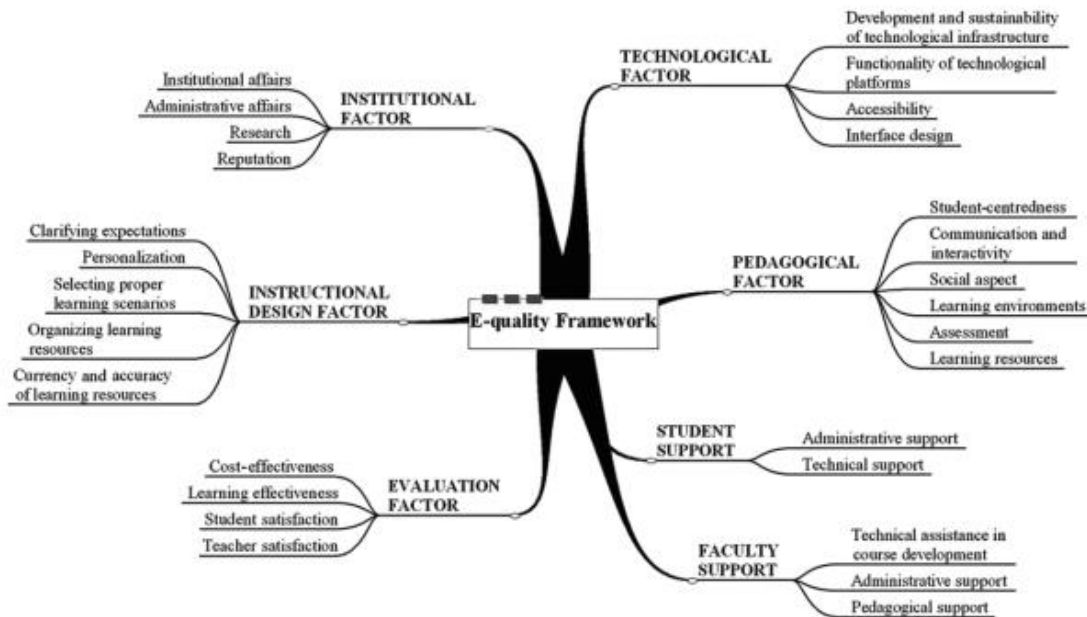 Institutional affairs
Administrative affairs
Research
Reputation
INSTITUTIONAL
FACTOR
Clarifying expectations
Personalization
Selecting proper
learning scenarios
Organizing learning
resources
Currency and accuracy
of learning resources
INSTRUCTIONAL
DESIGN FACTOR
Cost-effectiveness
Learning effectiveness
Student satisfaction
Teacher satisfaction
EVALUATION
FACTOR
E-quality Framework
TECHNOLOGICAL
FACTOR
Development and sustainability
of technological infrastructure
Functionality of technological
platforms
Accessibility
Interface design
PEDAGOGICAL
FACTOR
Student-centredness
Communication and
interactivity
Social aspect
Learning environments
Assessment
Learning resources
STUDENT
SUPPORT
Administrative support
Technical support
FACULTY
SUPPORT
Technical assistance in
course development
Administrative support
Pedagogical support